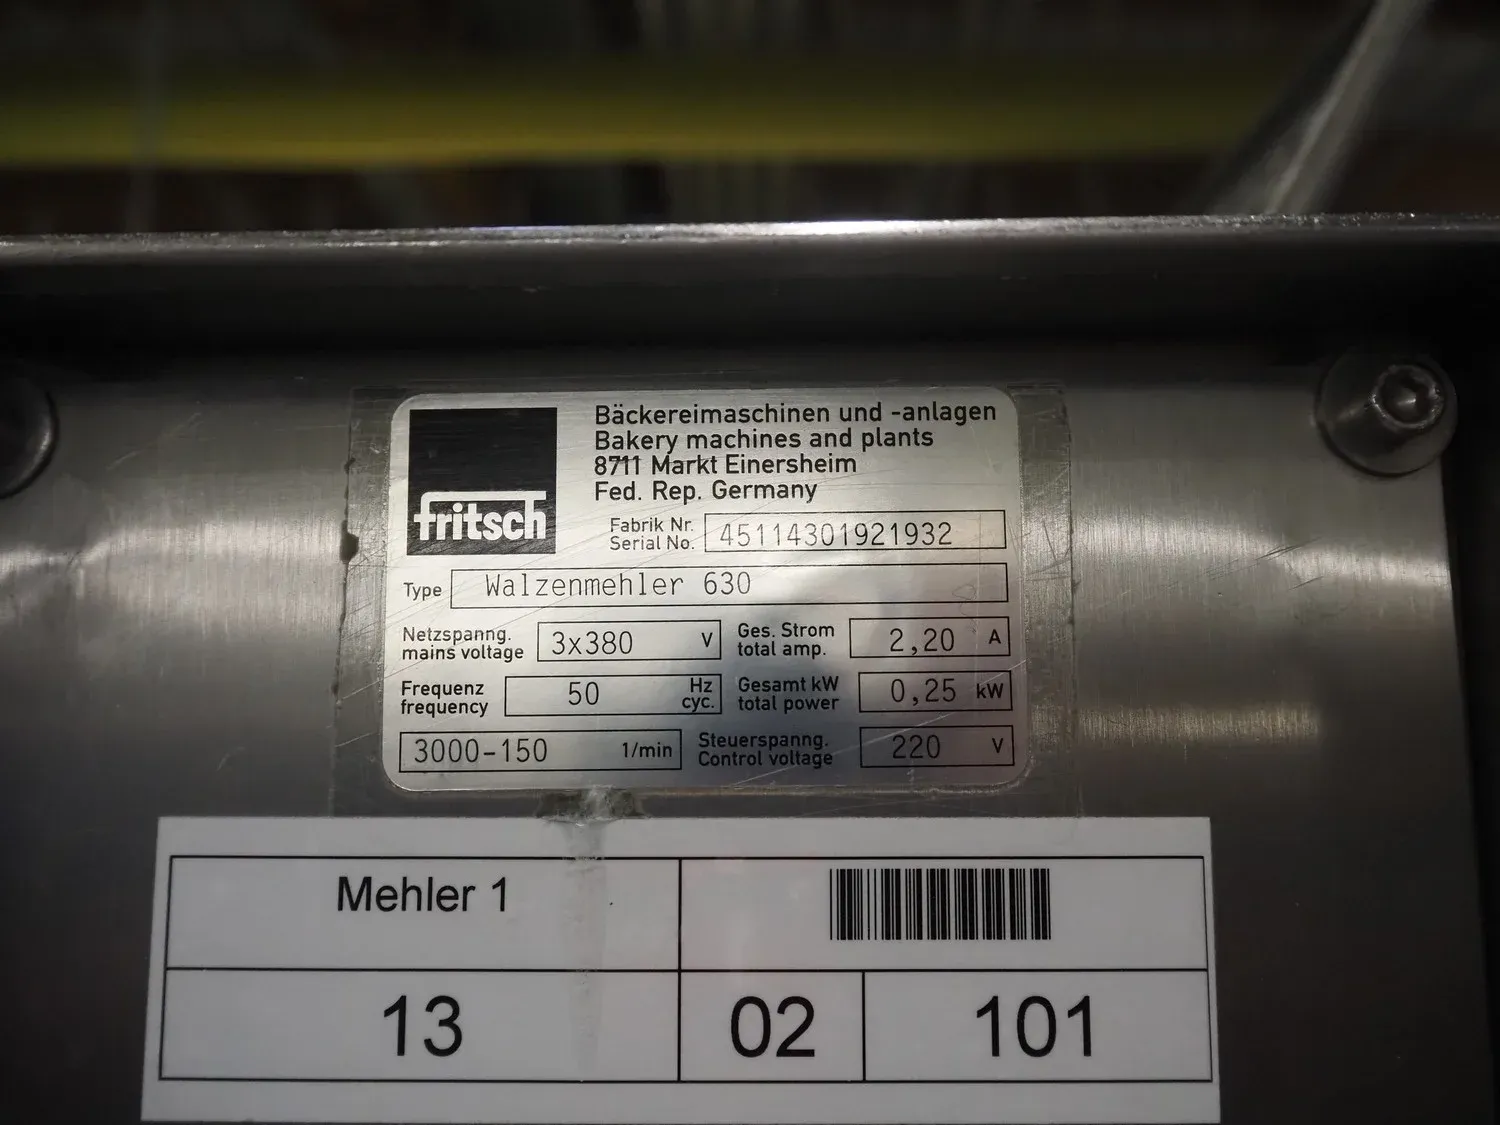 fritsch
Bäckereimaschinen und -anlagen
Bakery machines and plants
8711 Markt Einersheim
Fed. Rep. Germany
Fabrik Nr.
Serial No. 45114301921932
Type Walzenmehler 630
Netzspanng.
mains voltage 3x380 V
Ges. Strom
total amp. 2,20 A
Frequenz
frequency 50 Hz
cyc.
Gesamt kW
total power 0,25 kW
3000-150 1/min
Steuerspanng.
Control voltage 220 V
Mehler 1
13 02 101